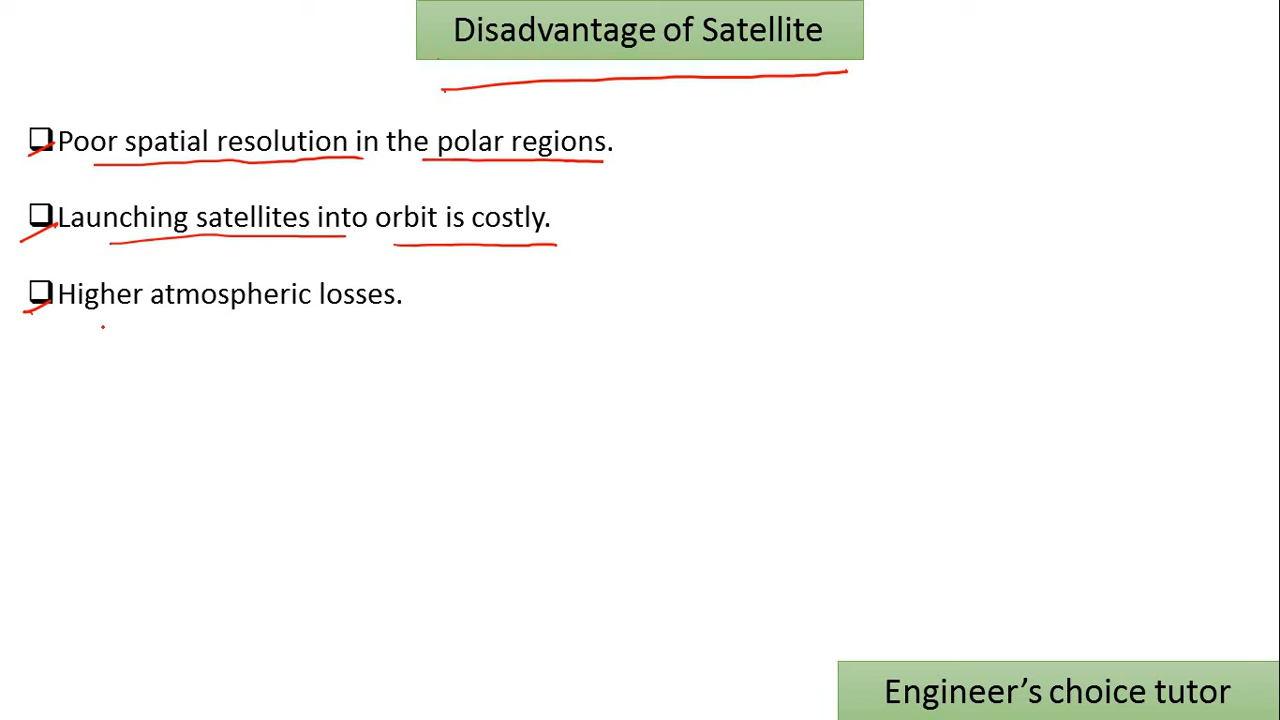 Disadvantage of Satellite
Poor spatial resolution in the polar regions.
Launching satellites into orbit is costly.
Higher atmospheric losses.
Engineer’s choice tutor